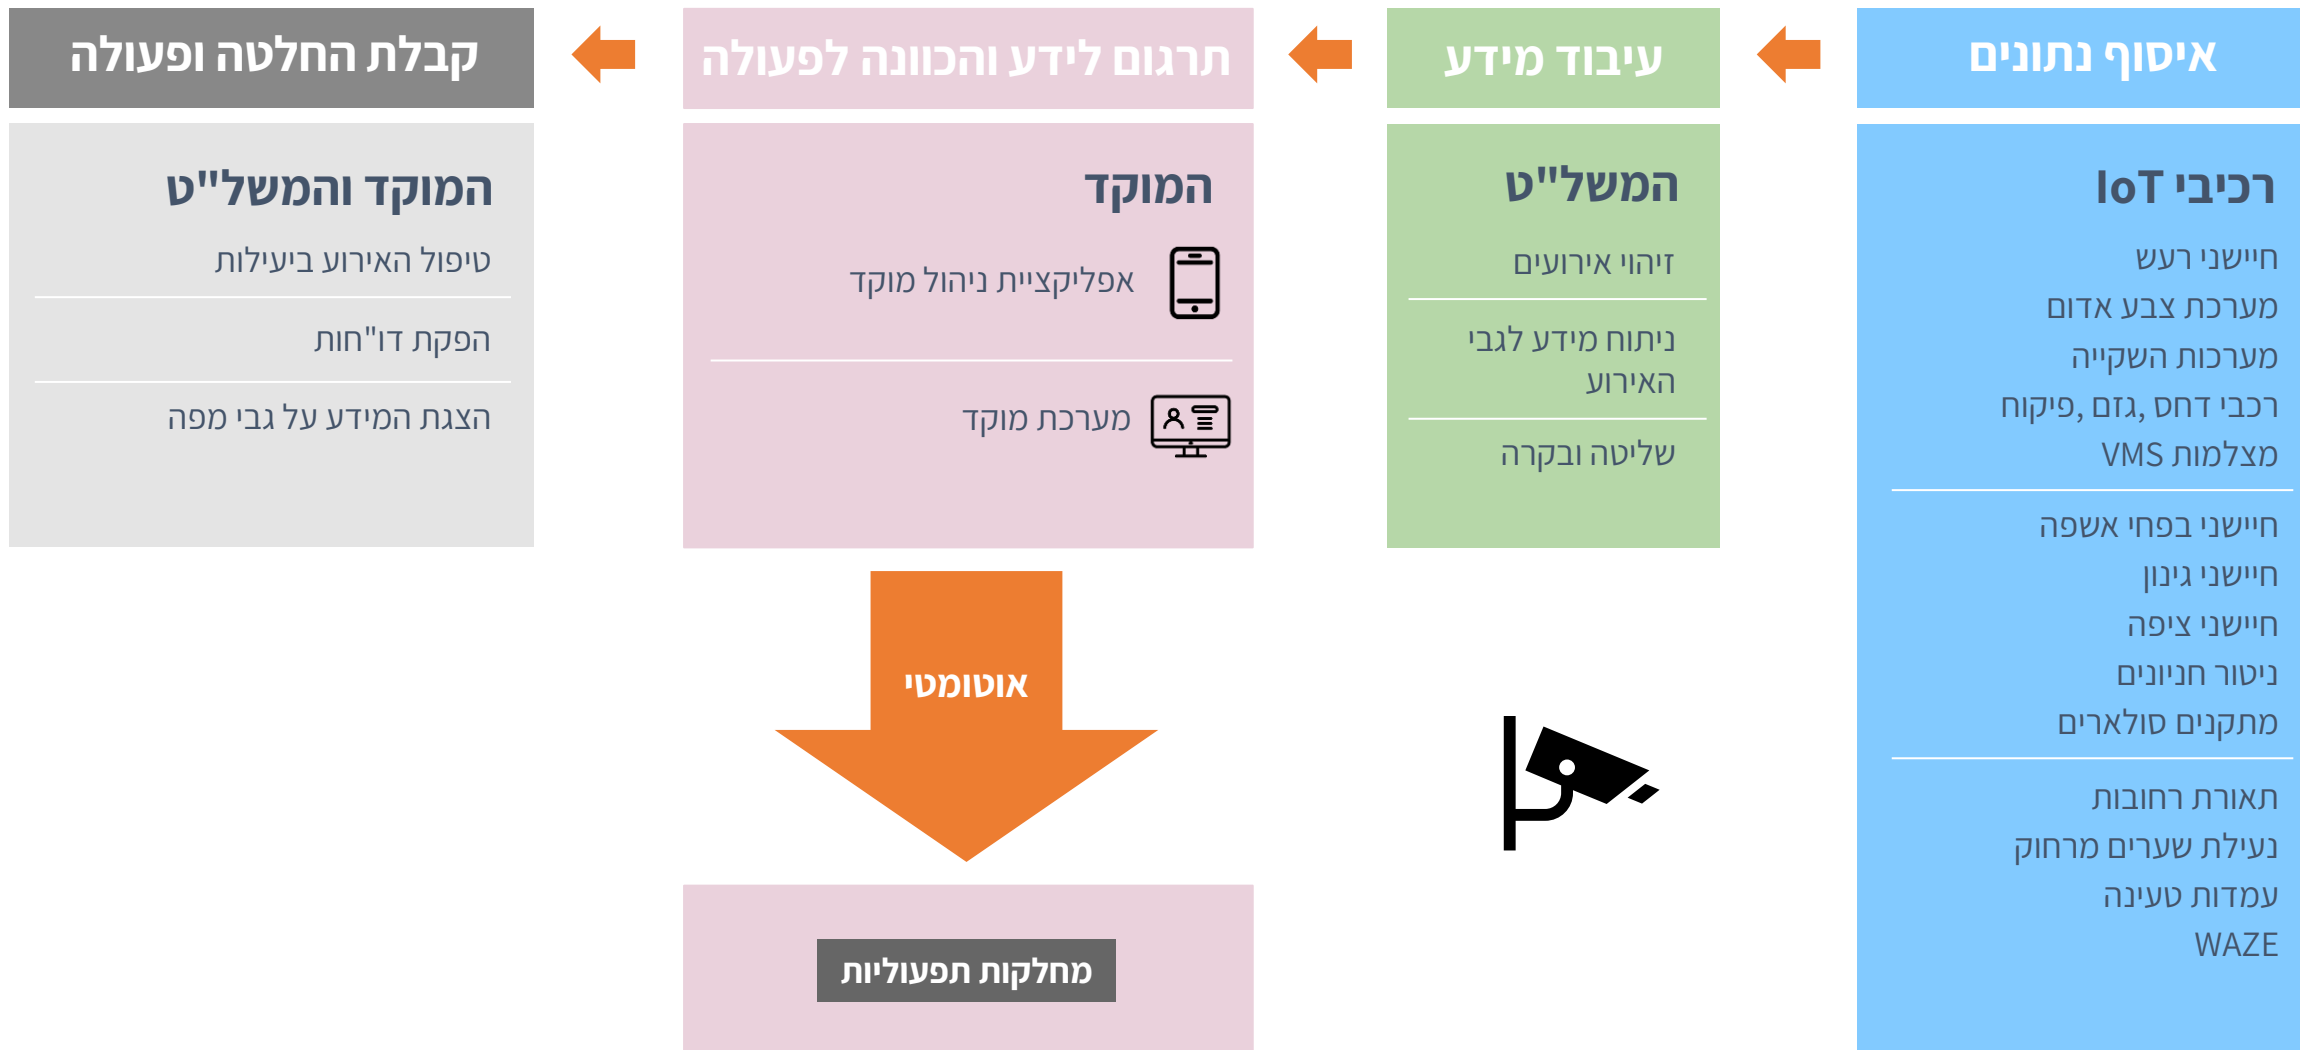 איסוף נתונים
רכיבי IoT
חיישני רעש
מערכת צבע אדום
מערכות השקייה
רכבי דחס ,גזם ,פיקוח
מצלמות VMS
חיישני בפחי אשפה
חיישני גינון
חיישני ציפה
ניטור חניונים
מתקנים סולארים
תאורת רחובות
נעילת שערים מרחוק
עמדות טעינה
WAZE
עיבוד מידע
המשל"ט
זיהוי אירועים
ניתוח מידע לגבי
האירוע
שליטה ובקרה
תרגום לידע והכוונה לפעולה
המוקד
אפליקציית ניהול מוקד
מערכת מוקד
אוטומטי
מחלקות תפעוליות
קבלת החלטה ופעולה
המוקד והמשל"ט
טיפול האירוע ביעילות
הפקת דו"חות
הצגת המידע על גבי מפה